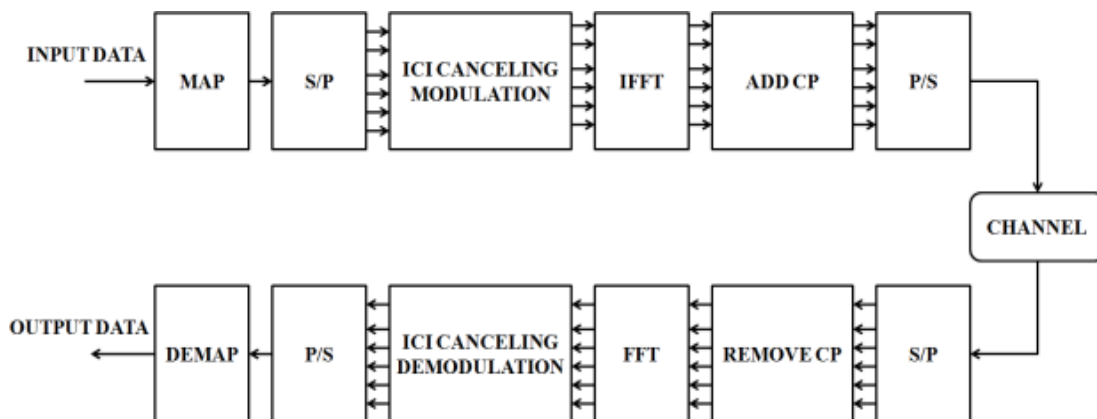 INPUT DATA
MAP
S/P
ICI CANCELING
MODULATION
IFFT
ADD CP
P/S
CHANNEL
OUTPUT DATA
DEMAP
P/S
ICI CANCELING
DEMODULATION
FFT
REMOVE CP
S/P